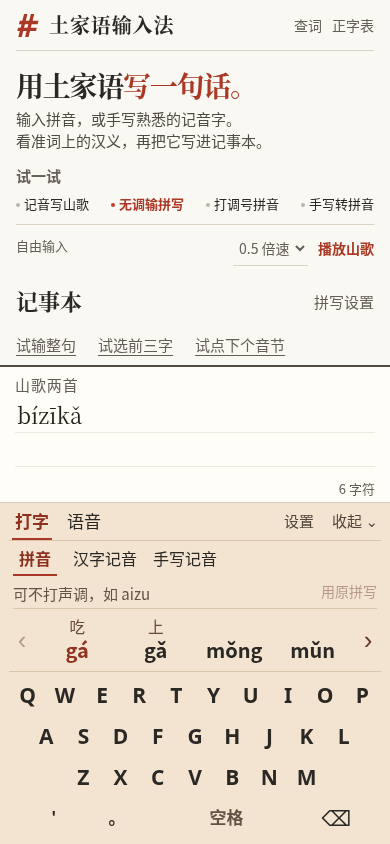 # 土家语输入法 查词 正字表
用土家语写一句话。
输入拼音，或手写熟悉的记音字。
看准词上的汉义，再把它写进记事本。
试一试
记音写山歌 无调输拼写 打调号拼音 手写转拼音
自由输入 0.5 倍速 播放山歌
记事本 拼写设置
试输整句 试选前三字 试点下个音节
山歌两首
bízīkǎ
6 字符
打字 语音 设置 收起
拼音 汉字记音 手写记音
可不打声调，如 aizu 用原拼写
吃 上
‹ gá gǎ mǒng mǔn ›
Q W E R T Y U I O P
A S D F G H J K L
Z X C V B N M
' 。 空格 ⌫